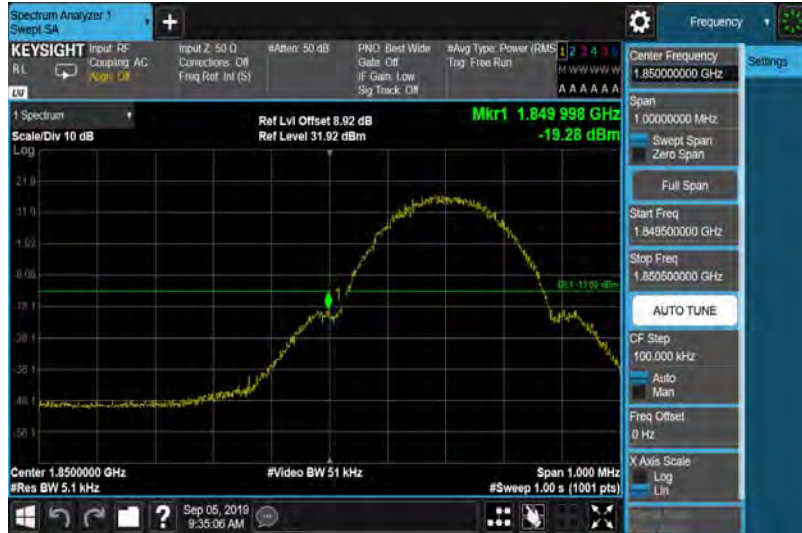 Spectrum Analyzer 1
Swept SA
+
Frequency
KEYSIGHT
Input: RF
Coupling: AC
Align: Off
Input Z: 50 Ω
Corrections: Off
Freq Ref: Int (S)
#Atten: 50 dB
PNO: Best Wide
Gate: Off
IF Gain: Low
Sig Track: Off
#Avg Type: Power (RMS
Trig: Free Run
1 2 3 4 5 6
M W W W W W
A A A A A A
RL
LXI
1 Spectrum
Scale/Div 10 dB
Log
Ref Lvl Offset 8.92 dB
Ref Level 31.92 dBm
Mkr1 1.849 998 GHz
-19.28 dBm
21.9
11.9
1.92
-8.08
-18.1
-28.1
-38.1
-48.1
-58.1
1
Center 1.8500000 GHz
#Res BW 5.1 kHz
#Video BW 51 kHz
Span 1.000 MHz
#Sweep 1.00 s (1001 pts)
Sep 05, 2019
9:35:06 AM
?
Center Frequency
1.850000000 GHz
Settings
Span
1.00000000 MHz
Swept Span
Zero Span
Full Span
Start Freq
1.849500000 GHz
Stop Freq
1.850500000 GHz
AUTO TUNE
CF Step
100.000 kHz
Auto
Man
Freq Offset
0 Hz
X Axis Scale
Log
Lin